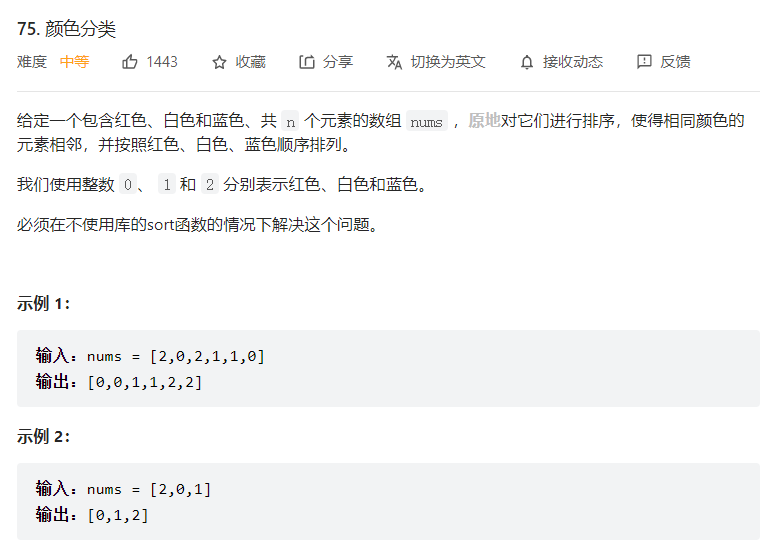 75. 颜色分类
难度 中等 1443 收藏 分享 切换为英文 接收动态 反馈
给定一个包含红色、白色和蓝色、共 n 个元素的数组 nums ，原地对它们进行排序，使得相同颜色的
元素相邻，并按照红色、白色、蓝色顺序排列。
我们使用整数 0 、 1 和 2 分别表示红色、白色和蓝色。
必须在不使用库的sort函数的情况下解决这个问题。
示例 1：
输入：nums = [2,0,2,1,1,0]
输出：[0,0,1,1,2,2]
示例 2：
输入：nums = [2,0,1]
输出：[0,1,2]